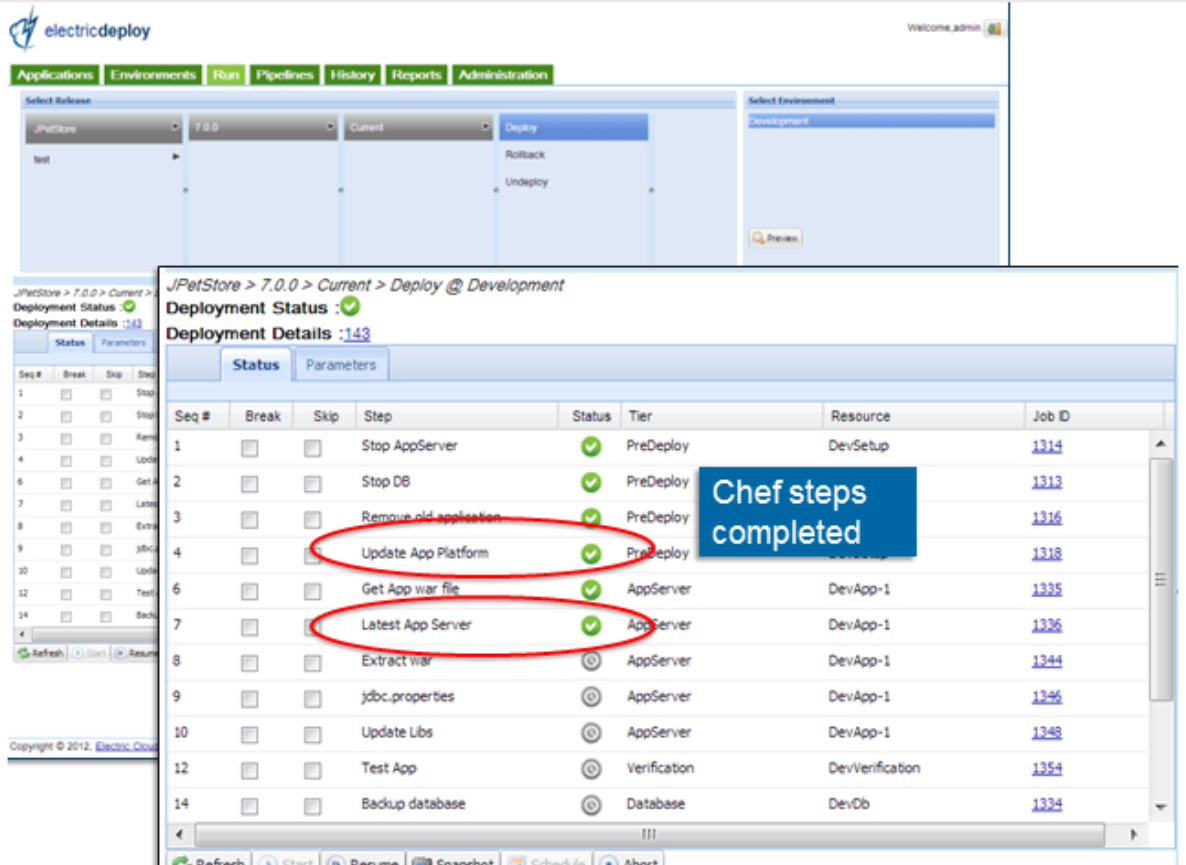 electricdeploy
Welcome,admin
Applications Environments Run Pipelines History Reports Administration
Select Release
Select Environment
JPetStore 7.0.0 Current Deploy
Development
test
Rollback
Undeploy
Preview
JPetStore > 7.0.0 > Current >
Deployment Status :
Deployment Details :143
Status Parameters
Seq # Break Skip Step
1 Stop
2 Stop
3 Remo
4 Upda
6 Get A
7 Lates
8 Extra
9 jdbc.
10 Upda
12 Test
14 Back
Refresh Start Resume
Copyright © 2012, Electric Cloud
JPetStore > 7.0.0 > Current > Deploy @ Development
Deployment Status :
Deployment Details :143
Status Parameters
Seq # Break Skip Step Status Tier Resource Job ID
1 Stop AppServer PreDeploy DevSetup 1314
2 Stop DB PreDeploy 1313
3 Remove old application PreDeploy 1316
4 Update App Platform PreDeploy DevSetup 1318
6 Get App war file AppServer DevApp-1 1335
7 Latest App Server AppServer DevApp-1 1336
8 Extract war AppServer DevApp-1 1344
9 jdbc.properties AppServer DevApp-1 1346
10 Update Libs AppServer DevApp-1 1348
12 Test App Verification DevVerification 1354
14 Backup database Database DevDb 1334
Chef steps
completed
Refresh Start Resume Snapshot Schedule Abort